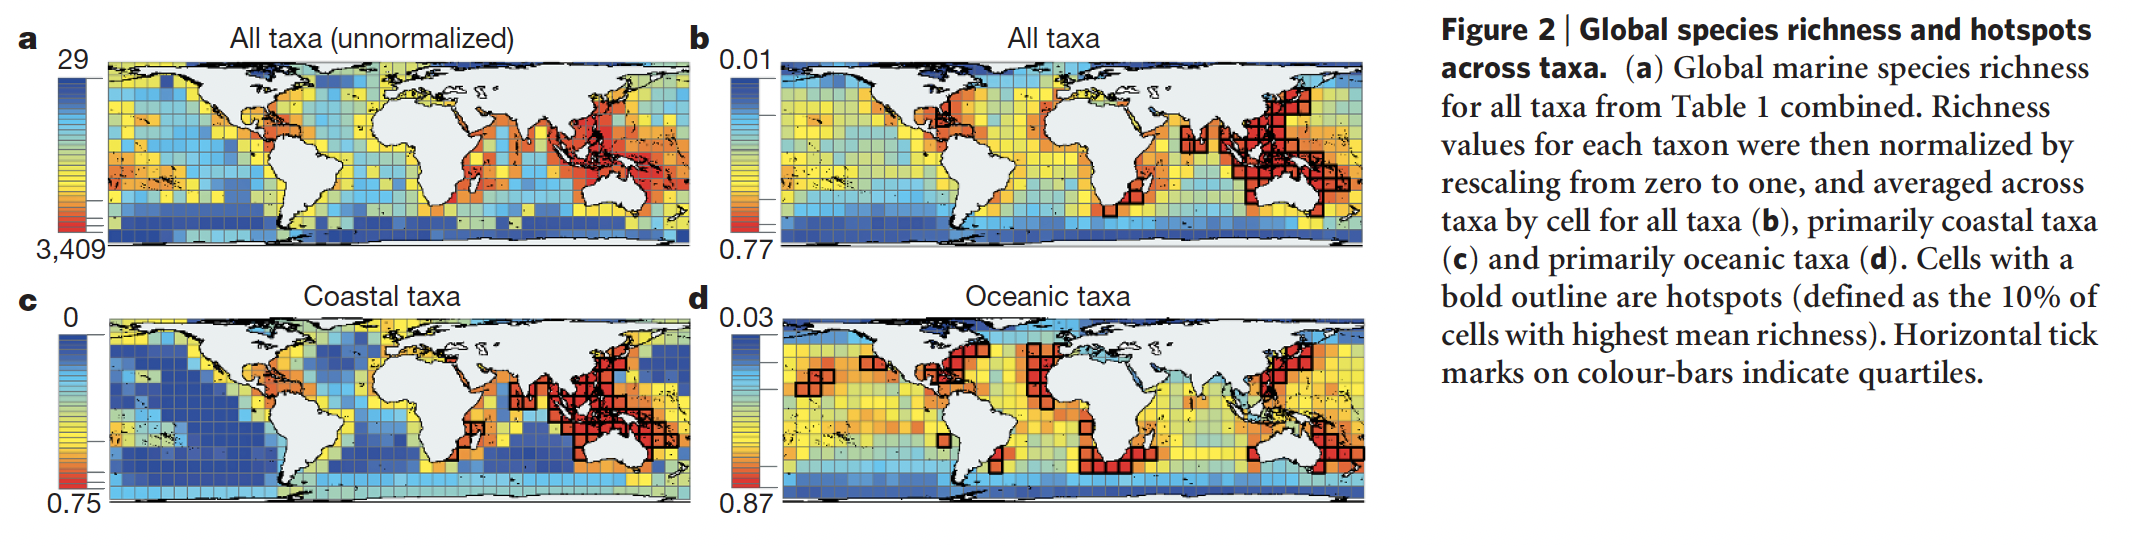 a
All taxa (unnormalized)
29
3,409
b
All taxa
0.01
0.77
c
Coastal taxa
0
0.75
d
Oceanic taxa
0.03
0.87
Figure 2 | Global species richness and hotspots
across taxa. (a) Global marine species richness
for all taxa from Table 1 combined. Richness
values for each taxon were then normalized by
rescaling from zero to one, and averaged across
taxa by cell for all taxa (b), primarily coastal taxa
(c) and primarily oceanic taxa (d). Cells with a
bold outline are hotspots (defined as the 10% of
cells with highest mean richness). Horizontal tick
marks on colour-bars indicate quartiles.